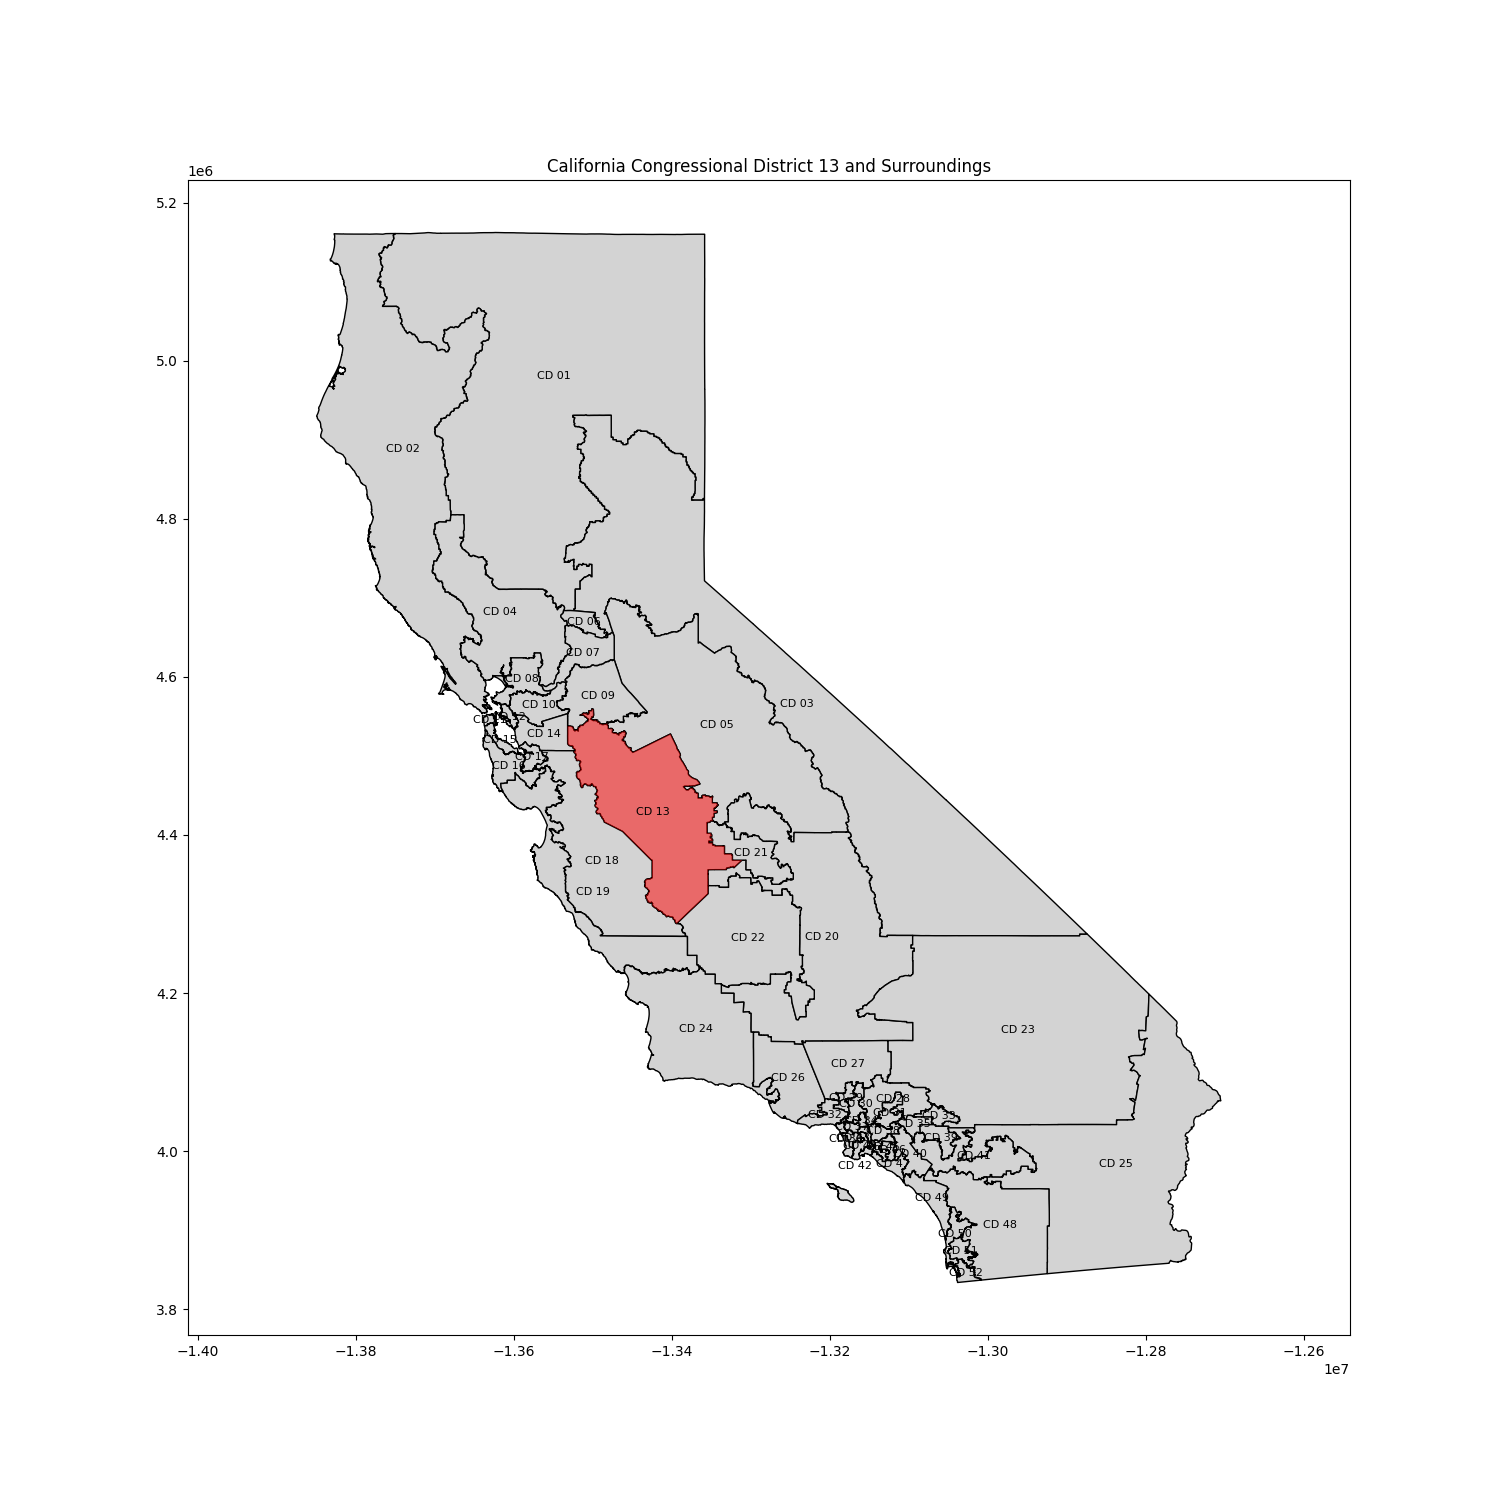 California Congressional District 13 and Surroundings
1e6
5.2
5.0
4.8
4.6
4.4
4.2
4.0
3.8
CD 01
CD 02
CD 04
CD 06
CD 07
CD 08
CD 09
CD 10
CD 03
CD 05
CD 12
CD 14
CD 15
CD 17
CD 16
CD 13
CD 21
CD 18
CD 19
CD 22
CD 20
CD 24
CD 23
CD 27
CD 26
CD 30
CD 28
CD 32
CD 33
CD 35
CD 39
CD 40
CD 41
CD 42
CD 25
CD 49
CD 48
CD 50
CD 51
CD 52
−1.40
−1.38
−1.36
−1.34
−1.32
−1.30
−1.28
−1.26
1e7